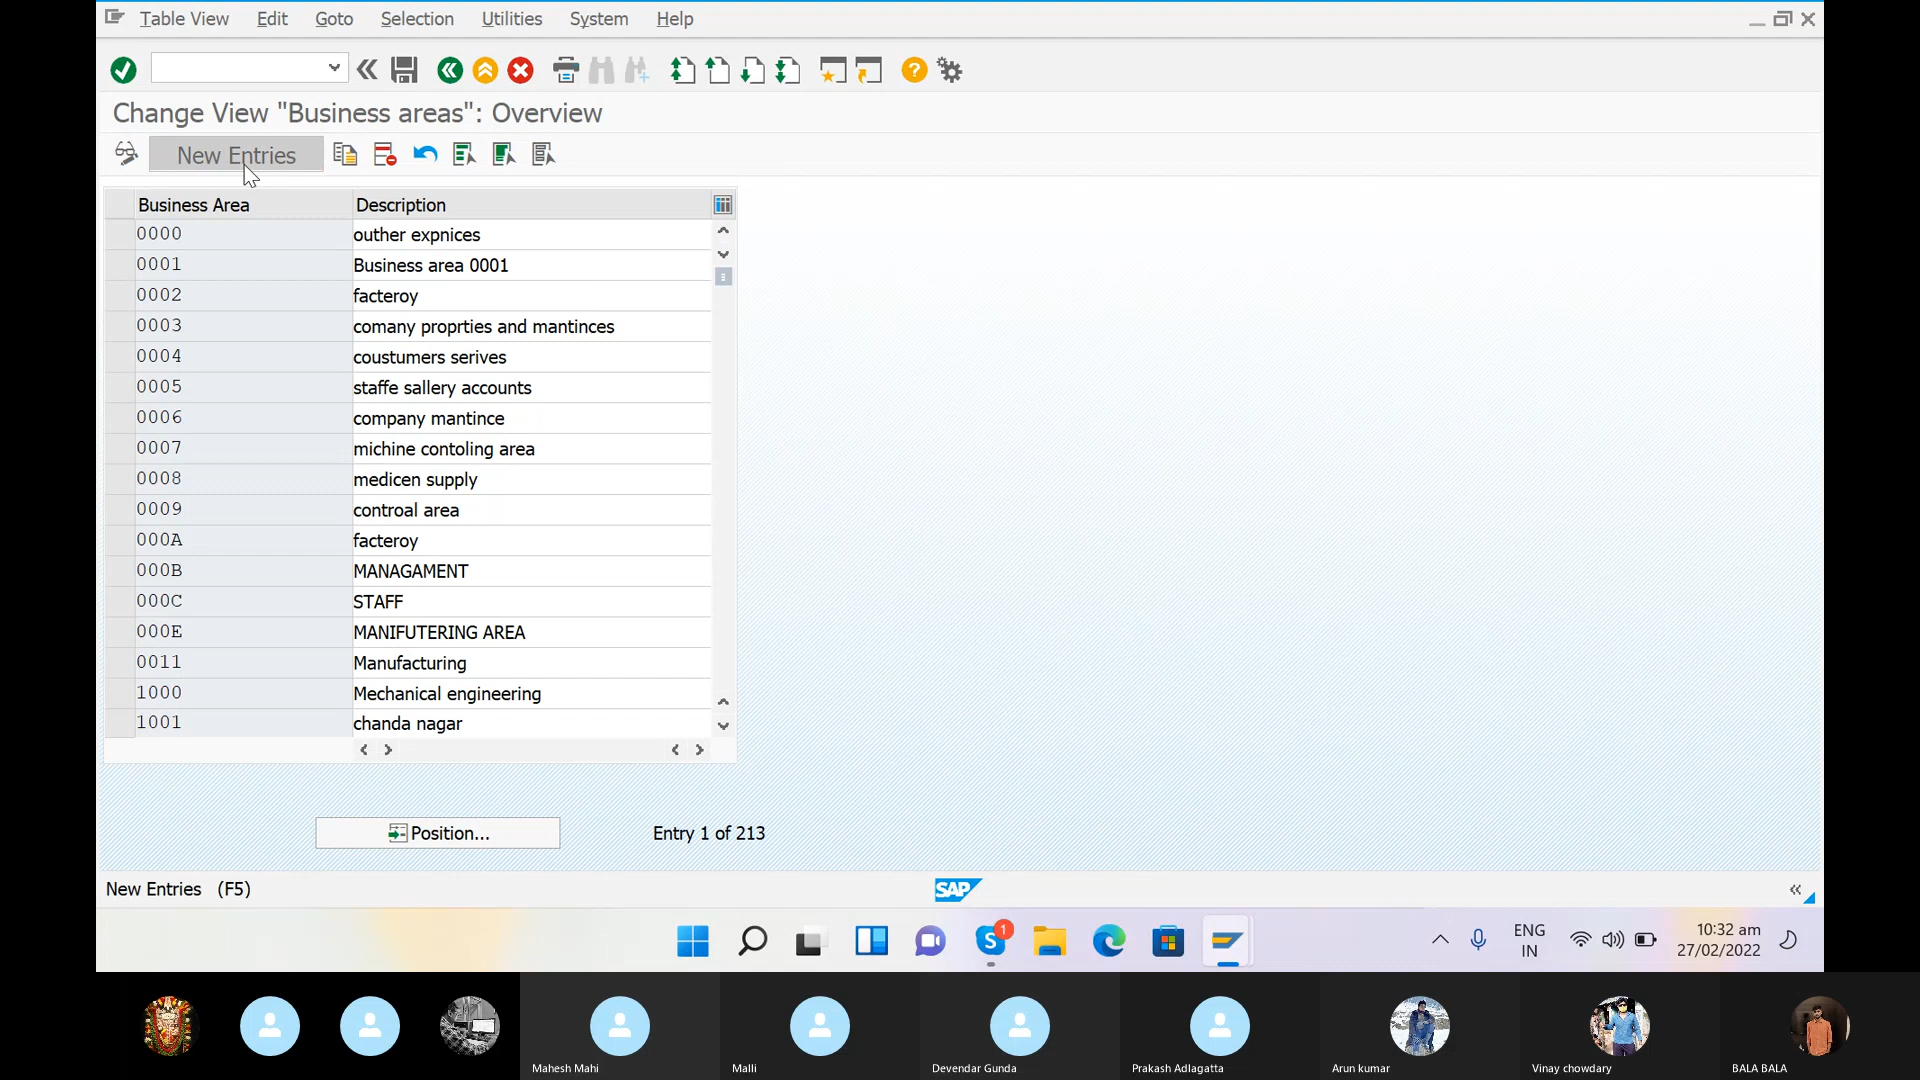 Table View Edit Goto Selection Utilities System Help
Change View "Business areas": Overview
New Entries
Business Area Description
0000 outher expnices
0001 Business area 0001
0002 facteroy
0003 comany proprties and mantinces
0004 coustumers serives
0005 staffe sallery accounts
0006 company mantince
0007 michine contoling area
0008 medicen supply
0009 controal area
000A facteroy
000B MANAGAMENT
000C STAFF
000E MANIFUTERING AREA
0011 Manufacturing
1000 Mechanical engineering
1001 chanda nagar
Position... Entry 1 of 213
New Entries (F5) SAP
S 1 ENG IN 10:32 am
27/02/2022
Mahesh Mahi Malli Devendar Gunda Prakash Adlagatta Arun kumar Vinay chowdary BALA BALA